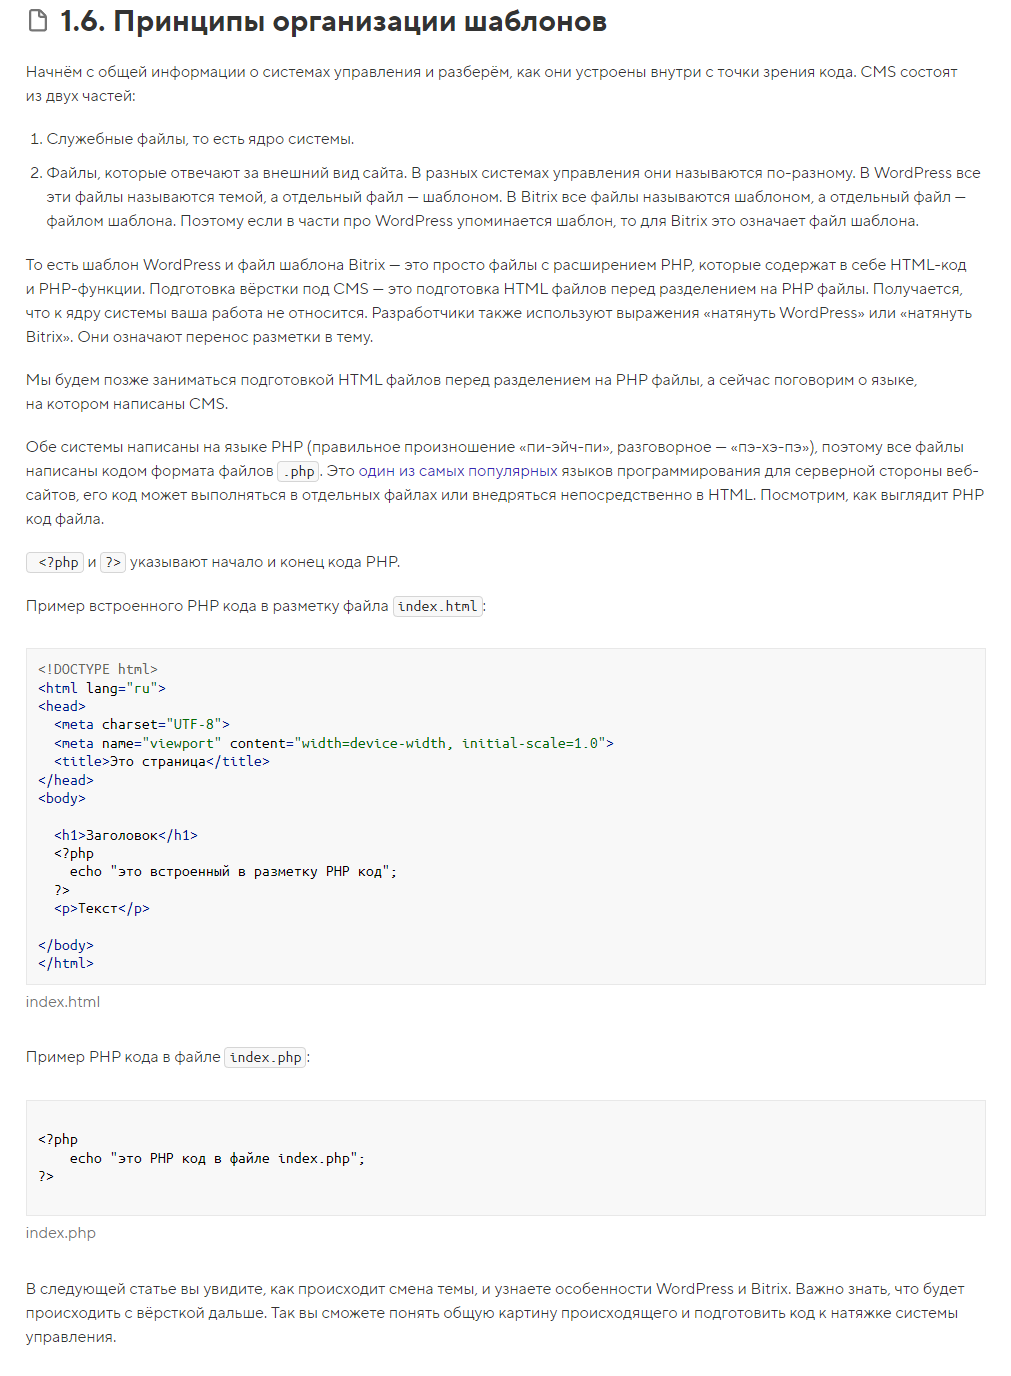 1.6. Принципы организации шаблонов
Начнём с общей информации о системах управления и разберём, как они устроены внутри с точки зрения кода. CMS состоят
из двух частей:
1. Служебные файлы, то есть ядро системы.
2. Файлы, которые отвечают за внешний вид сайта. В разных системах управления они называются по-разному. В WordPress все
эти файлы называются темой, а отдельный файл — шаблоном. В Bitrix все файлы называются шаблоном, а отдельный файл —
файлом шаблона. Поэтому если в части про WordPress упоминается шаблон, то для Bitrix это означает файл шаблона.
То есть шаблон WordPress и файл шаблона Bitrix — это просто файлы с расширением PHP, которые содержат в себе HTML-код
и PHP-функции. Подготовка вёрстки под CMS — это подготовка HTML файлов перед разделением на PHP файлы. Получается,
что к ядру системы ваша работа не относится. Разработчики также используют выражения «натянуть WordPress» или «натянуть
Bitrix». Они означают перенос разметки в тему.
Мы будем позже заниматься подготовкой HTML файлов перед разделением на PHP файлы, а сейчас поговорим о языке,
на котором написаны CMS.
Обе системы написаны на языке PHP (правильное произношение «пи-эйч-пи», разговорное — «пэ-хэ-пэ»), поэтому все файлы
написаны кодом формата файлов .php. Это один из самых популярных языков программирования для серверной стороны веб-
сайтов, его код может выполняться в отдельных файлах или внедряться непосредственно в HTML. Посмотрим, как выглядит PHP
код файла.
<?php и ?> указывают начало и конец кода PHP.
Пример встроенного PHP кода в разметку файла index.html:
<!DOCTYPE html>
<html lang="ru">
<head>
  <meta charset="UTF-8">
  <meta name="viewport" content="width=device-width, initial-scale=1.0">
  <title>Это страница</title>
</head>
<body>
  <h1>Заголовок</h1>
  <?php
    echo "это встроенный в разметку PHP код";
  ?>
  <p>Текст</p>
</body>
</html>
index.html
Пример PHP кода в файле index.php:
<?php
    echo "это PHP код в файле index.php";
?>
index.php
В следующей статье вы увидите, как происходит смена темы, и узнаете особенности WordPress и Bitrix. Важно знать, что будет
происходить с вёрсткой дальше. Так вы сможете понять общую картину происходящего и подготовить код к натяжке системы
управления.